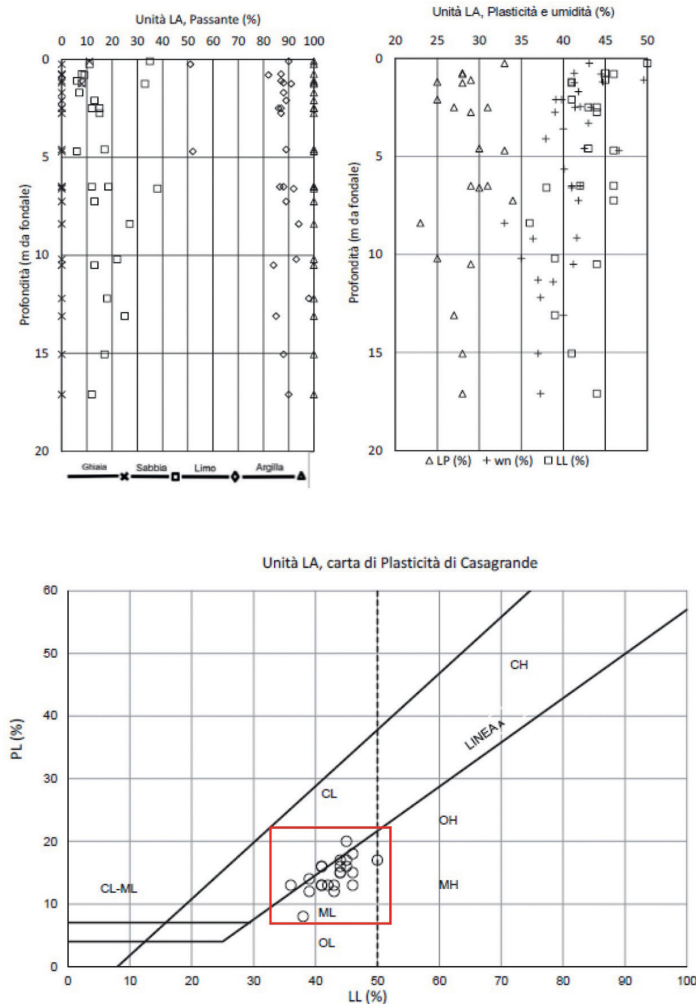 Unità LA, Passante (%)
0 10 20 30 40 50 60 70 80 90 100
Profondità (m da fondale)
0
5
10
15
20
Ghiaia Sabbia Limo Argilla
Unità LA, Plasticità e umidità (%)
20 25 30 35 40 45 50
Profondità (m da fondale)
0
5
10
15
20
LP (%) wn (%) LL (%)
Unità LA, carta di Plasticità di Casagrande
PL (%)
60
50
40
30
20
10
0
CH
LINEA A
CL
OH
CL-ML
ML
MH
OL
0 10 20 30 40 50 60 70 80 90 100
LL (%)